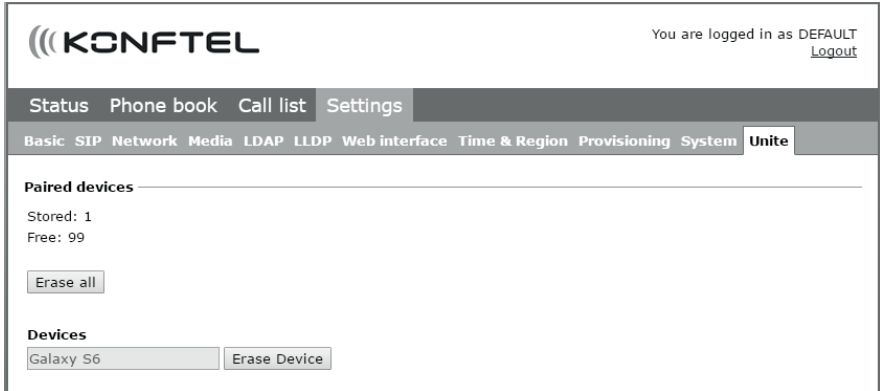 KONFTEL
You are logged in as DEFAULT
Logout
Status Phone book Call list Settings
Basic SIP Network Media LDAP LLDP Web interface Time & Region Provisioning System Unite
Paired devices
Stored: 1
Free: 99
Erase all
Devices
Galaxy S6 Erase Device